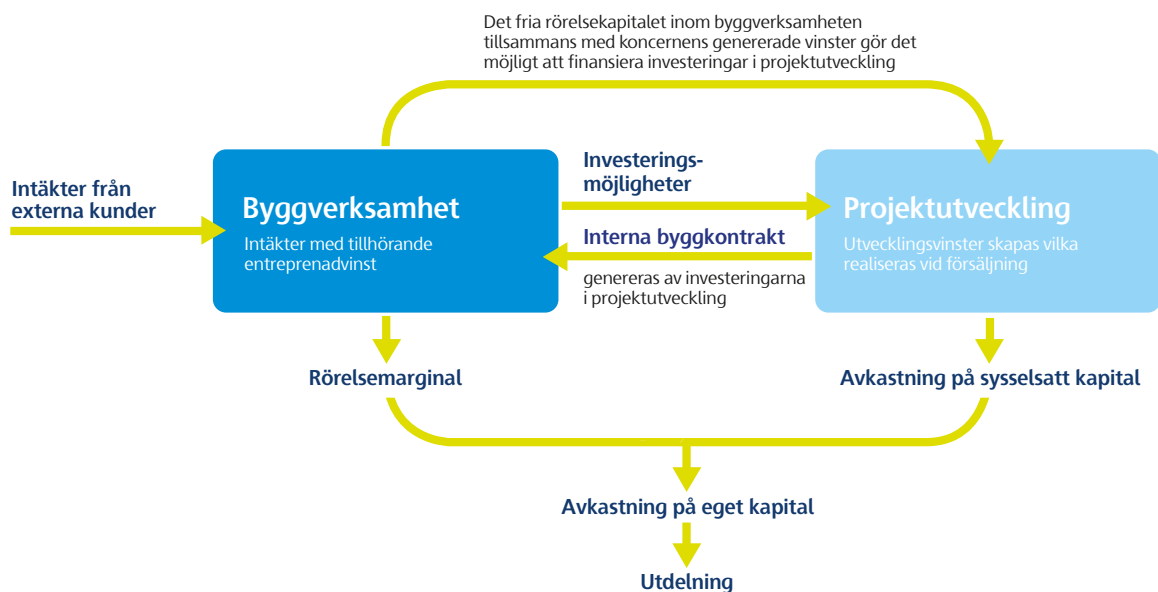 Det fria rörelsekapitalet inom byggverksamheten
tillsammans med koncernens genererade vinster gör det
möjligt att finansiera investeringar i projektutveckling
Intäkter från
externa kunder
Byggverksamhet
Intäkter med tillhörande
entreprenadvinst
Investerings-
möjligheter
Interna byggkontrakt
genereras av investeringarna
i projektutveckling
Projektutveckling
Utvecklingsvinster skapas vilka
realiseras vid försäljning
Rörelsemarginal
Avkastning på sysselsatt kapital
Avkastning på eget kapital
Utdelning